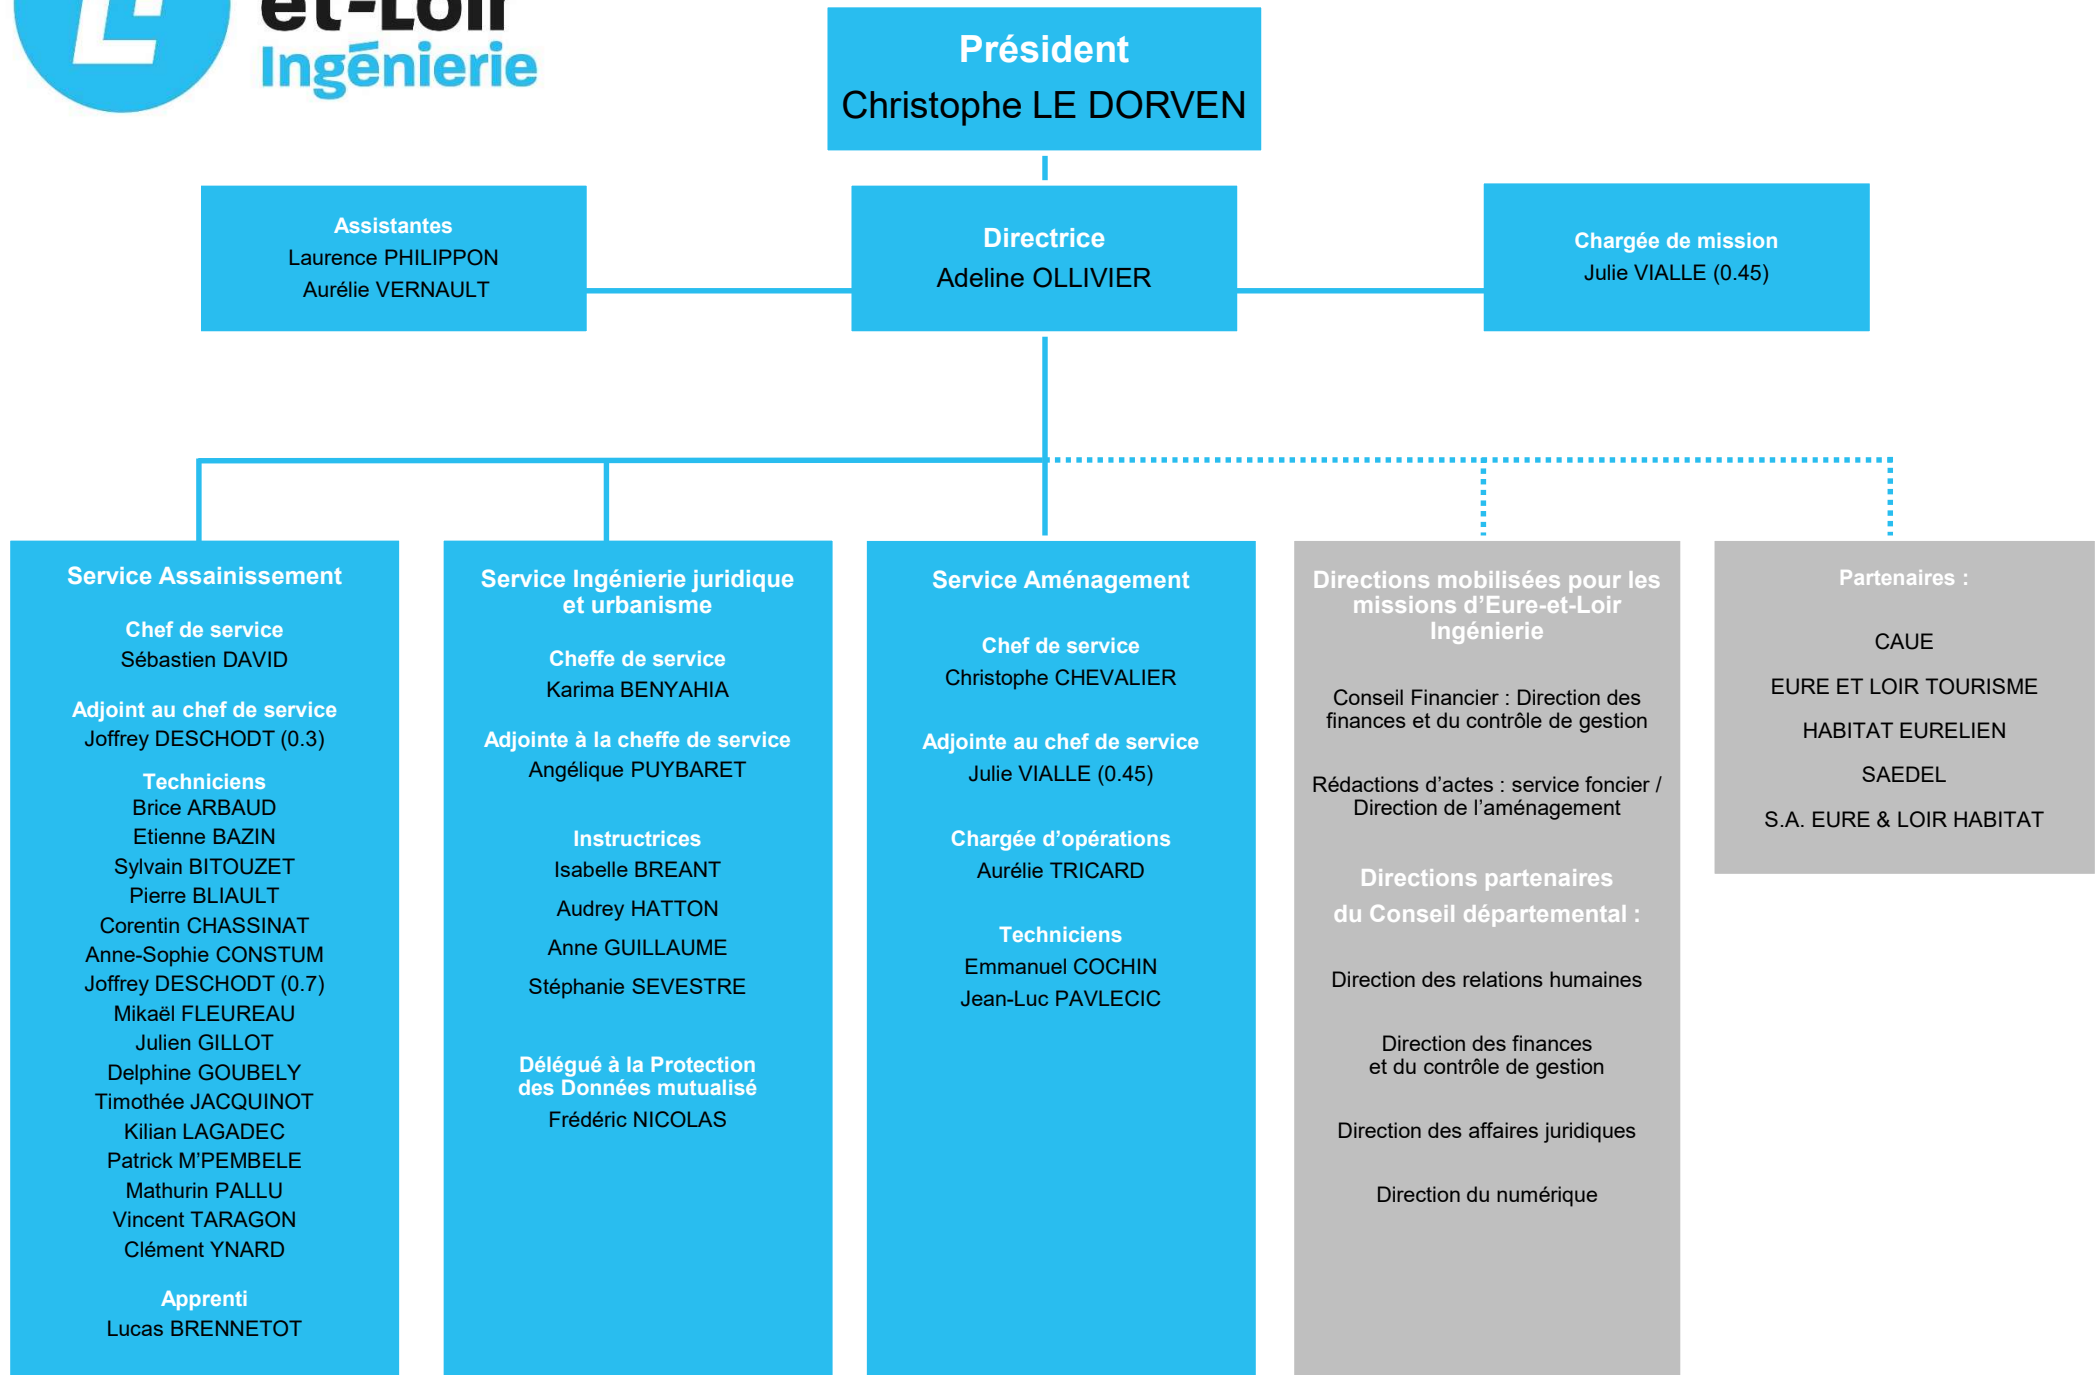 et-Loir
Ingénierie
Président
Christophe LE DORVEN
Assistantes
Laurence PHILIPPON
Aurélie VERNAULT
Directrice
Adeline OLLIVIER
Chargée de mission
Julie VIALLE (0.45)
Service Assainissement
Chef de service
Sébastien DAVID
Adjoint au chef de service
Joffrey DESCHODT (0.3)
Techniciens
Brice ARBAUD
Etienne BAZIN
Sylvain BITOUZET
Pierre BLIAULT
Corentin CHASSINAT
Anne-Sophie CONSTUM
Joffrey DESCHODT (0.7)
Mikaël FLEUREAU
Julien GILLOT
Delphine GOUBELY
Timothée JACQUINOT
Kilian LAGADEC
Patrick M’PEMBELE
Mathurin PALLU
Vincent TARAGON
Clément YNARD
Apprenti
Lucas BRENNETOT
Service Ingénierie juridique
et urbanisme
Cheffe de service
Karima BENYAHIA
Adjointe à la cheffe de service
Angélique PUYBARET
Instructrices
Isabelle BREANT
Audrey HATTON
Anne GUILLAUME
Stéphanie SEVESTRE
Délégué à la Protection
des Données mutualisé
Frédéric NICOLAS
Service Aménagement
Chef de service
Christophe CHEVALIER
Adjointe au chef de service
Julie VIALLE (0.45)
Chargée d’opérations
Aurélie TRICARD
Techniciens
Emmanuel COCHIN
Jean-Luc PAVLECIC
Directions mobilisées pour les
missions d’Eure-et-Loir
Ingénierie
Conseil Financier : Direction des
finances et du contrôle de gestion
Rédactions d’actes : service foncier /
Direction de l’aménagement
Directions partenaires
du Conseil départemental :
Direction des relations humaines
Direction des finances
et du contrôle de gestion
Direction des affaires juridiques
Direction du numérique
Partenaires :
CAUE
EURE ET LOIR TOURISME
HABITAT EURELIEN
SAEDEL
S.A. EURE & LOIR HABITAT